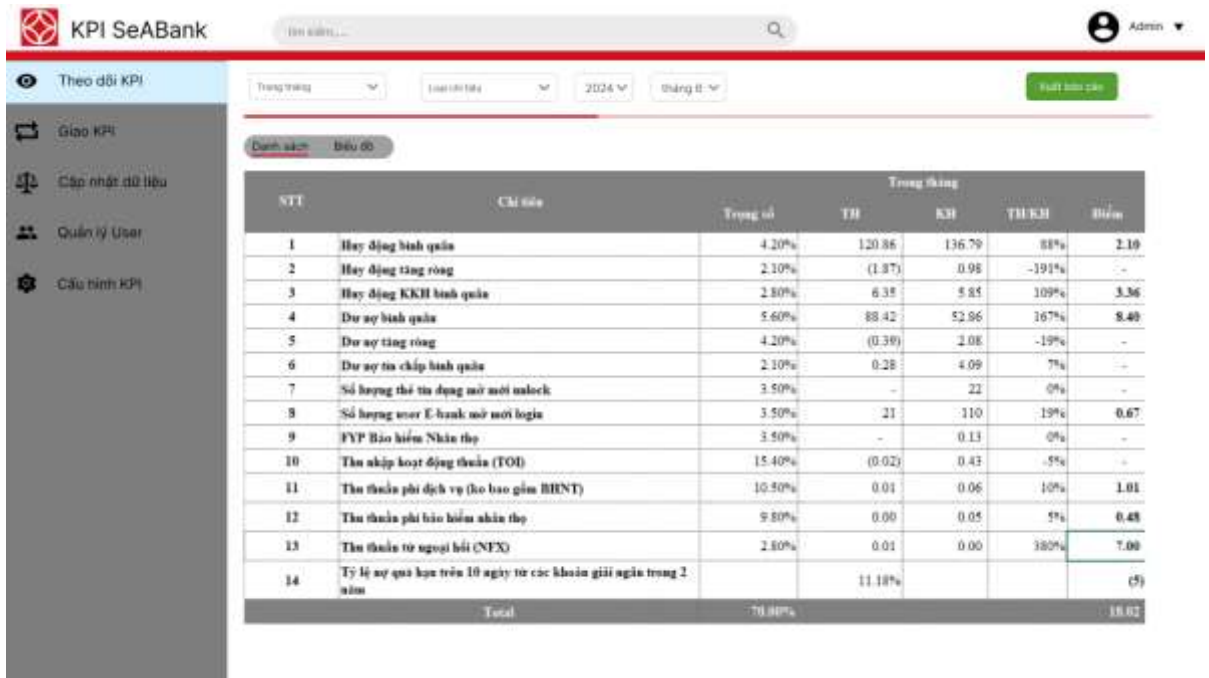 KPI SeABank
Tìm kiếm.....
Admin
Theo dõi KPI
Giao KPI
Cập nhật dữ liệu
Quản lý User
Cấu hình KPI
Trong tháng
Loại chỉ tiêu
2024
tháng 8
Xuất báo cáo
Danh sách Biểu đồ
STT Chỉ tiêu Trong tháng
Trọng số TH KH TH/KH Điểm
1 Huy động bình quân 4.20% 120.86 136.79 88% 2.10
2 Huy động tăng ròng 2.10% (1.87) 0.98 -191% -
3 Huy động KKH bình quân 2.80% 6.35 5.85 109% 3.36
4 Dư nợ bình quân 5.60% 88.42 52.86 167% 8.40
5 Dư nợ tăng ròng 4.20% (0.39) 2.08 -19% -
6 Dư nợ tín chấp bình quân 2.10% 0.28 4.09 7% -
7 Số lượng thẻ tín dụng mở mới unlock 3.50% - 22 0% -
8 Số lượng user E-bank mở mới login 3.50% 21 110 19% 0.67
9 FYP Bảo hiểm Nhân thọ 3.50% - 0.13 0% -
10 Thu nhập hoạt động thuần (TOI) 15.40% (0.02) 0.43 -5% -
11 Thu thuần phí dịch vụ (ko bao gồm BHNT) 10.50% 0.01 0.06 10% 1.01
12 Thu thuần phí bảo hiểm nhân thọ 9.80% 0.00 0.05 5% 0.48
13 Thu thuần từ ngoại hối (NFX) 2.80% 0.01 0.00 380% 7.00
14 Tỷ lệ nợ quá hạn trên 10 ngày từ các khoản giải ngân trong 2
năm 11.18% (5)
Total 70.00% 18.02